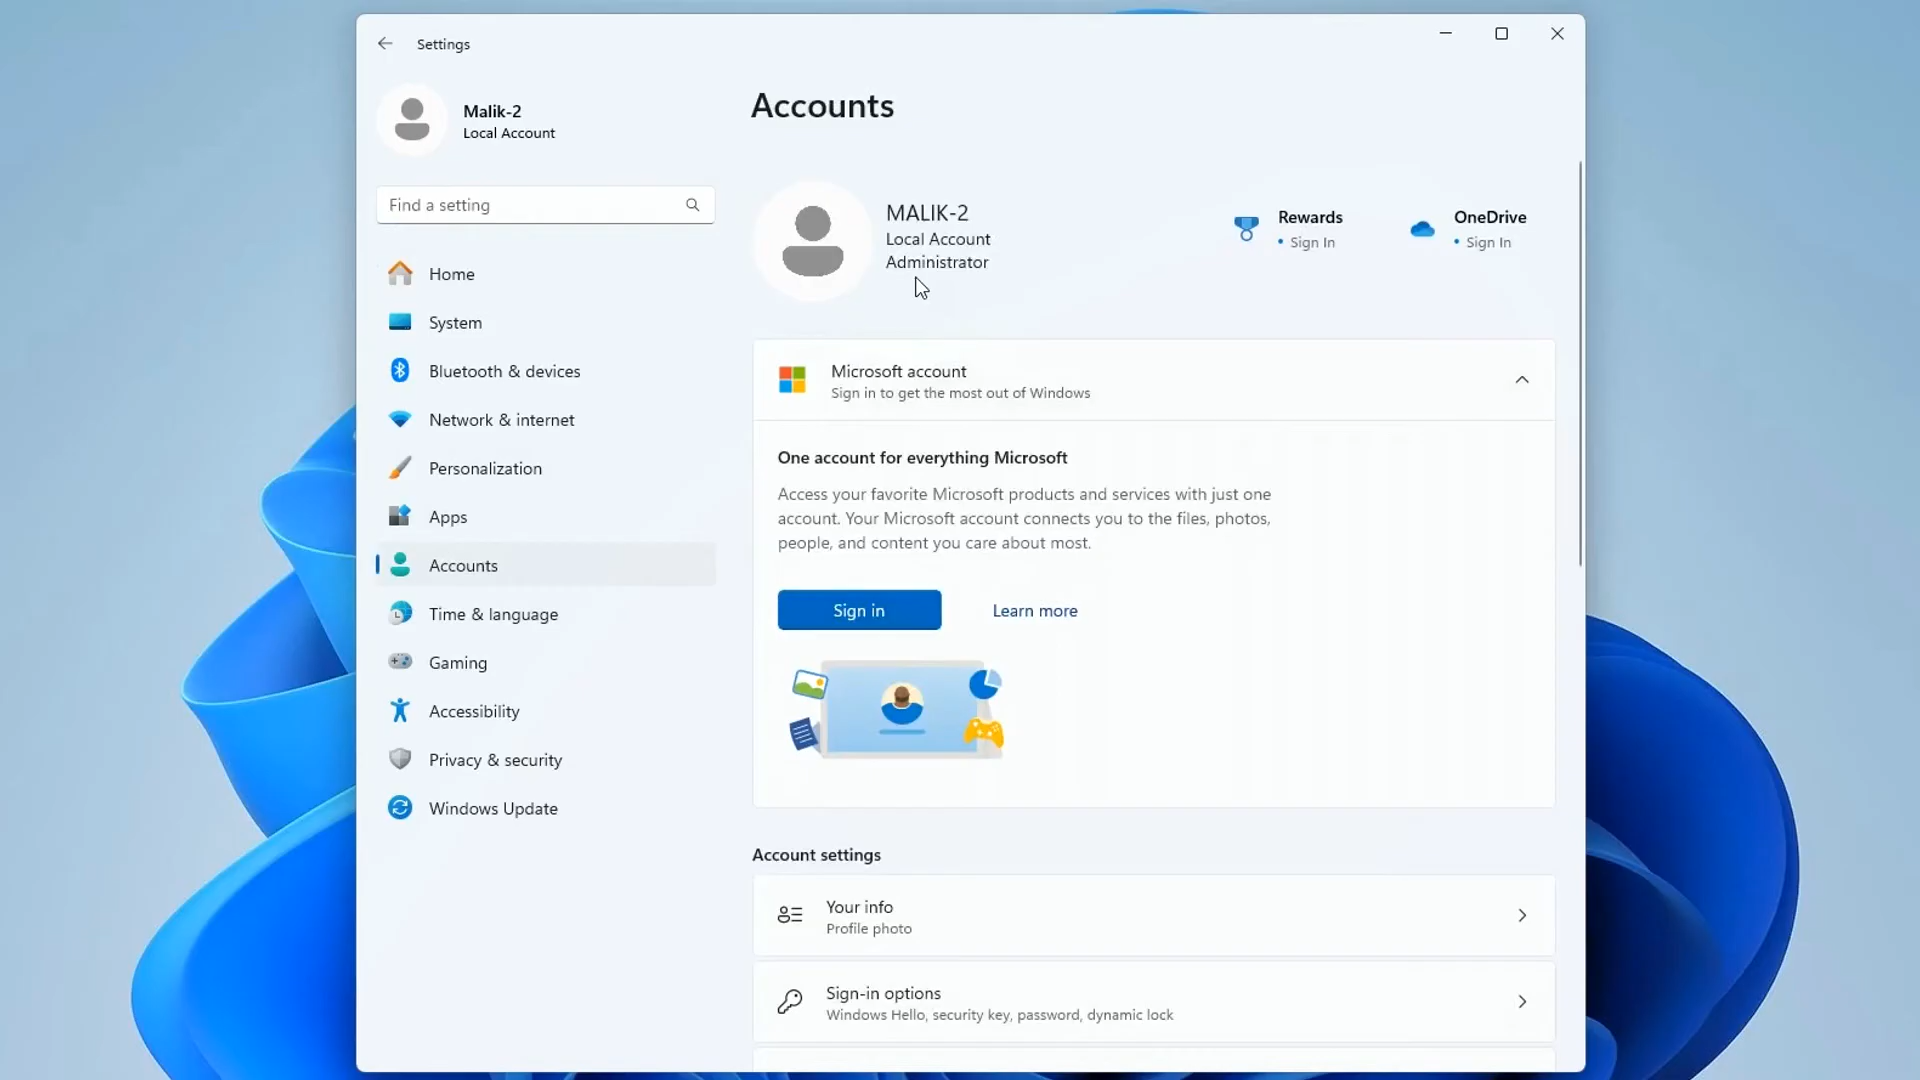 Settings
Malik-2
Local Account
Find a setting
Home
System
Bluetooth & devices
Network & internet
Personalization
Apps
Accounts
Time & language
Gaming
Accessibility
Privacy & security
Windows Update
Accounts
MALIK-2
Local Account
Administrator
Rewards
• Sign In
OneDrive
• Sign In
Microsoft account
Sign in to get the most out of Windows
One account for everything Microsoft
Access your favorite Microsoft products and services with just one
account. Your Microsoft account connects you to the files, photos,
people, and content you care about most.
Sign in
Learn more
Account settings
Your info
Profile photo
Sign-in options
Windows Hello, security key, password, dynamic lock